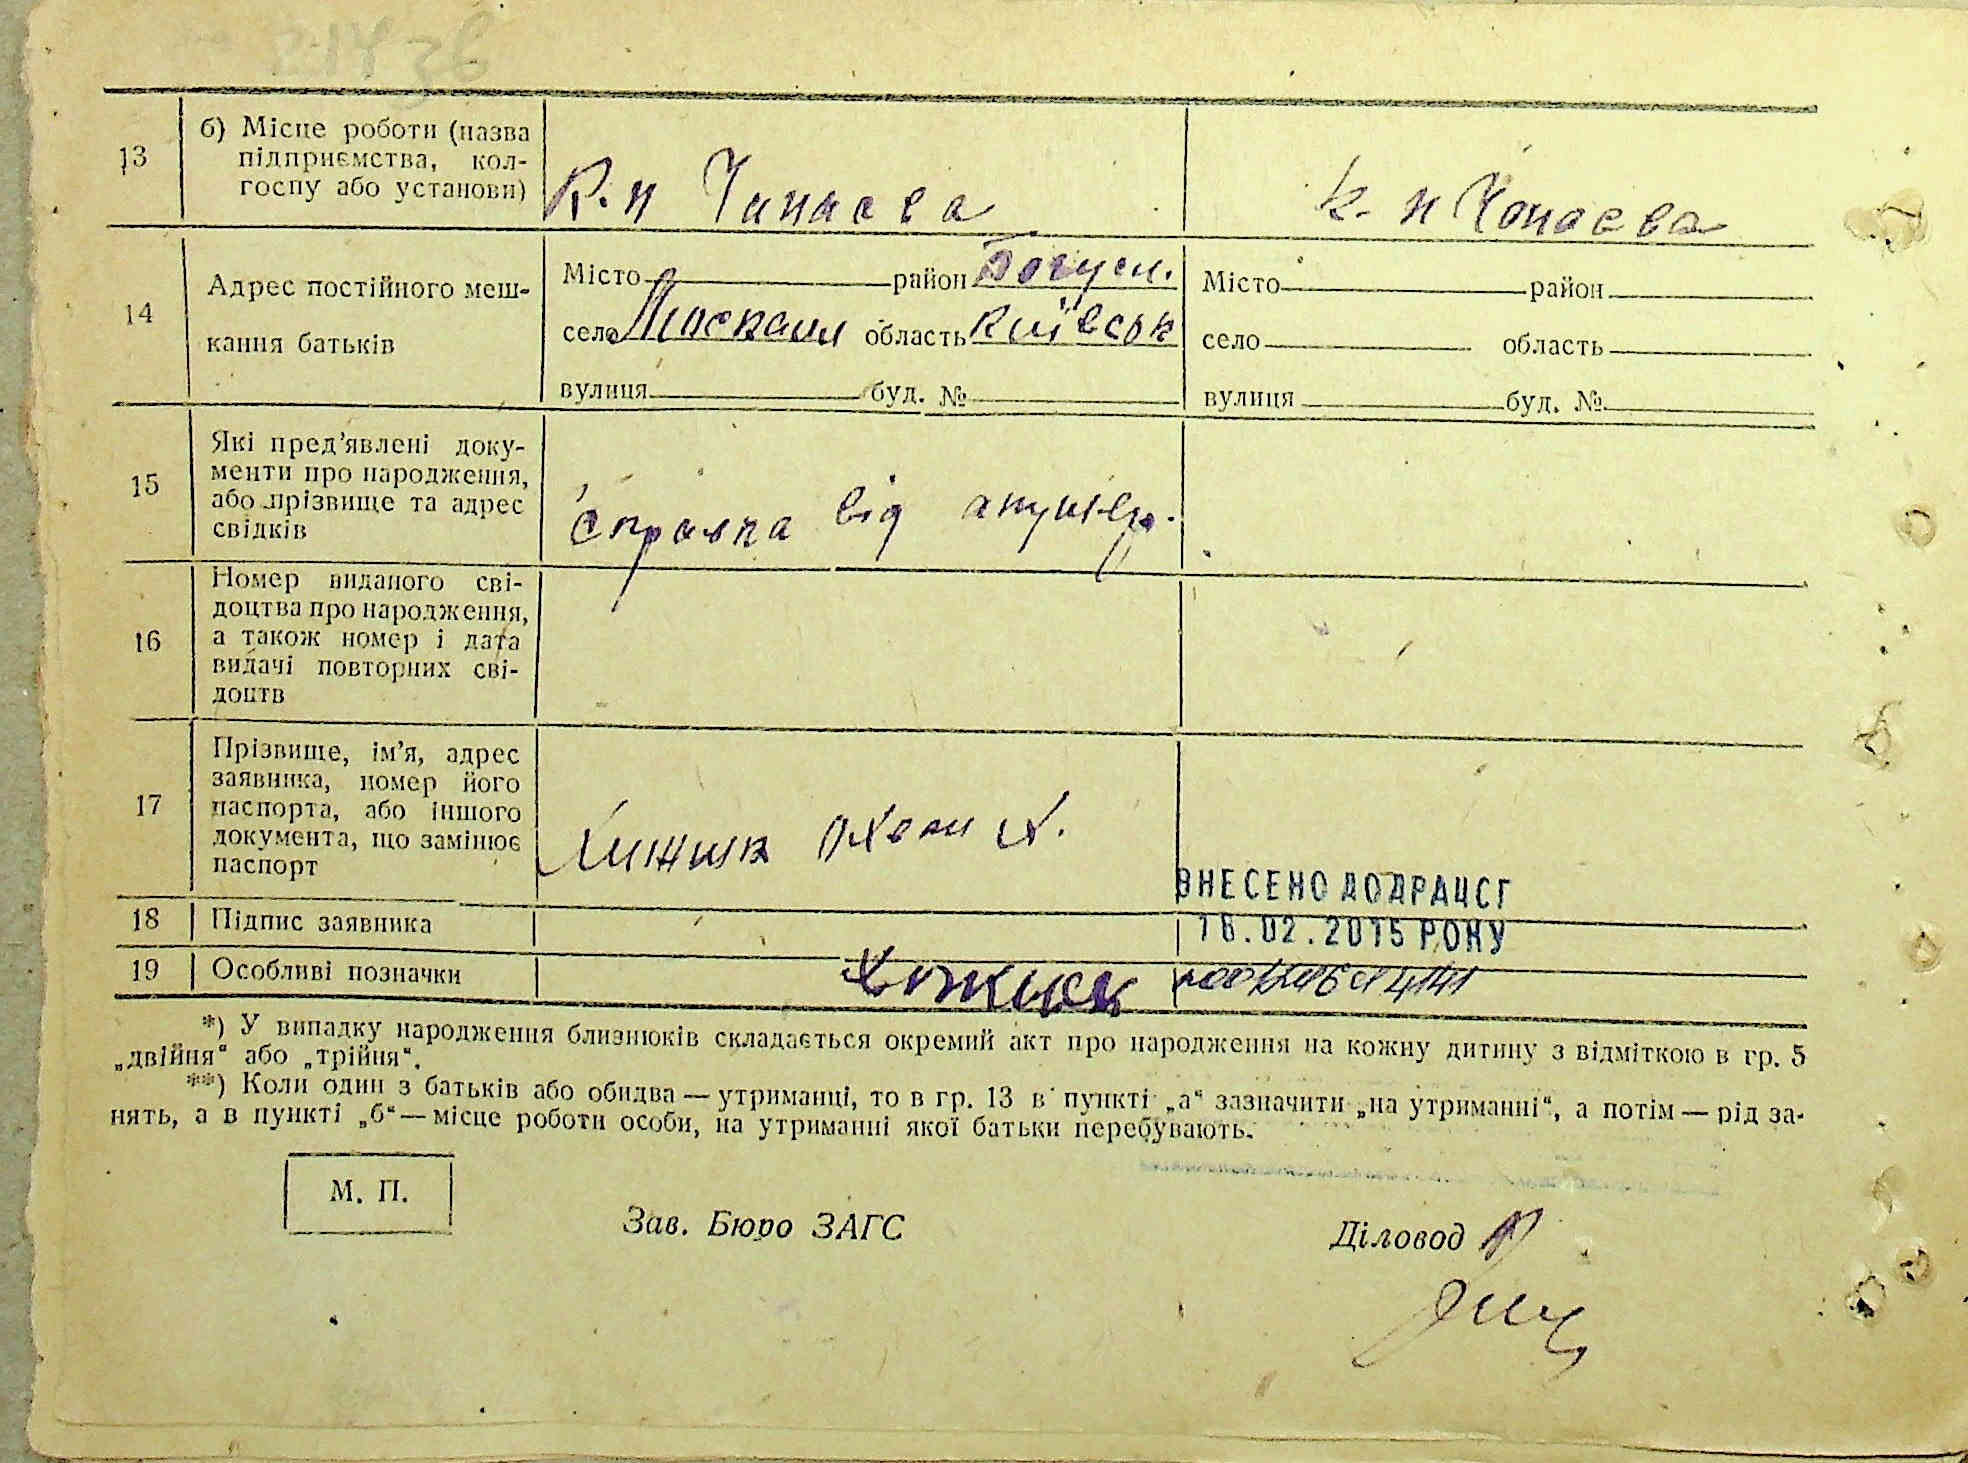 13
б) Місце роботи (назва
підприємства, кол-
госпу або установи)
К. н Чапаєва
к. н Чапаєва
14
Адрес постійного меш-
кання батьків
Місто район Богусл.
село Москали область Київськ
вулиця буд. №
Місто район
село область
вулиця буд. №
15
Які пред’явлені доку-
менти про народження,
або прізвище та адрес
свідків
справка від акушер.
16
Номер виданого сві-
доцтва про народження,
а також номер і дата
видачі повторних сві-
доцтв
17
Прізвище, ім’я, адрес
заявника, номер його
паспорта, або іншого
документа, що замінює
паспорт
18
Підпис заявника
ВНЕСЕНО ДО ДРАЦСГ
18.02.2015 РОКУ
19
Особливі позначки
*) У випадку народження близнюків складається окремий акт про народження на кожну дитину з відміткою в гр. 5
„двійня“ або „трійня“.
**) Коли один з батьків або обидва — утриманці, то в гр. 13 в пункті „а“ зазначити „на утриманні“, а потім — рід за-
нять, а в пункті „б“ — місце роботи особи, на утриманні якої батьки перебувають.
М. П.
Зав. Бюро ЗАГС
Діловод